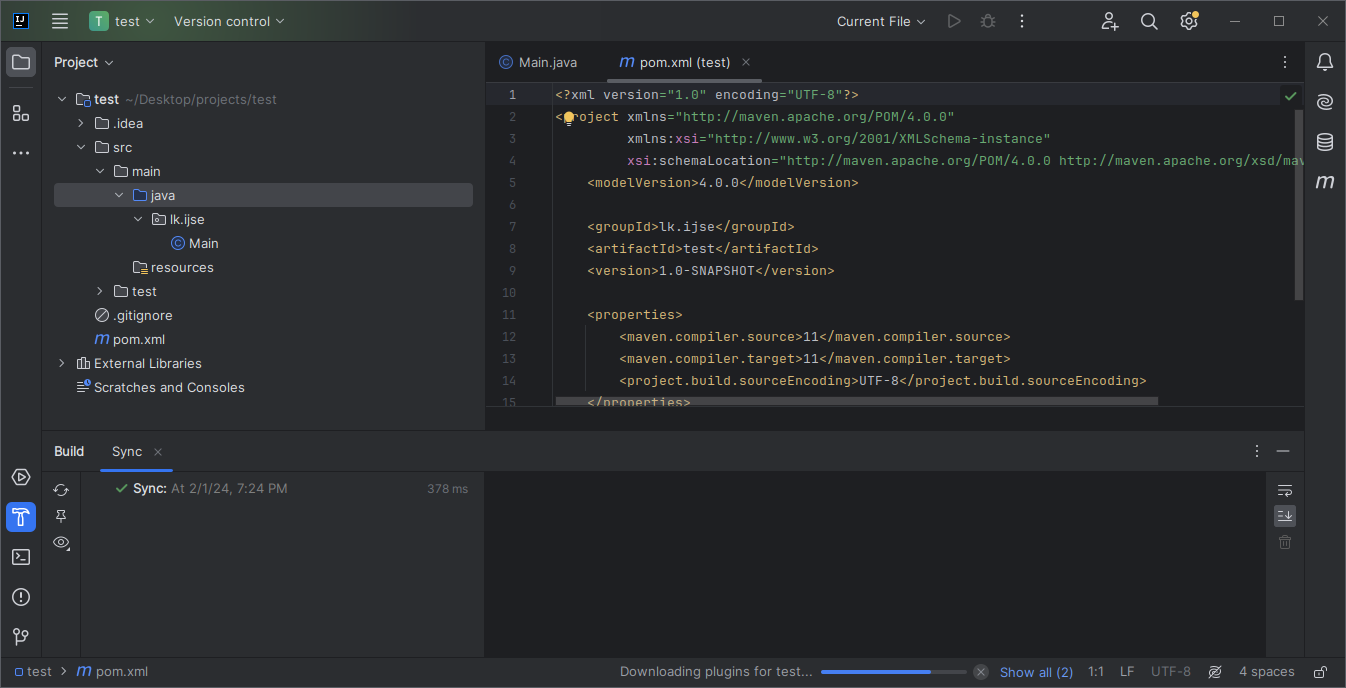 T test Version control Current File
Project
test ~/Desktop/projects/test
.idea
src
main
java
lk.ijse
Main
resources
test
.gitignore
pom.xml
External Libraries
Scratches and Consoles
Main.java pom.xml (test)
1 <?xml version="1.0" encoding="UTF-8"?>
2 <project xmlns="http://maven.apache.org/POM/4.0.0"
3 xmlns:xsi="http://www.w3.org/2001/XMLSchema-instance"
4 xsi:schemaLocation="http://maven.apache.org/POM/4.0.0 http://maven.apache.org/xsd/mav
5 <modelVersion>4.0.0</modelVersion>
6
7 <groupId>lk.ijse</groupId>
8 <artifactId>test</artifactId>
9 <version>1.0-SNAPSHOT</version>
10
11 <properties>
12 <maven.compiler.source>11</maven.compiler.source>
13 <maven.compiler.target>11</maven.compiler.target>
14 <project.build.sourceEncoding>UTF-8</project.build.sourceEncoding>
15 </properties>
Build Sync
Sync: At 2/1/24, 7:24 PM 378 ms
test > pom.xml Downloading plugins for test... Show all (2) 1:1 LF UTF-8 4 spaces